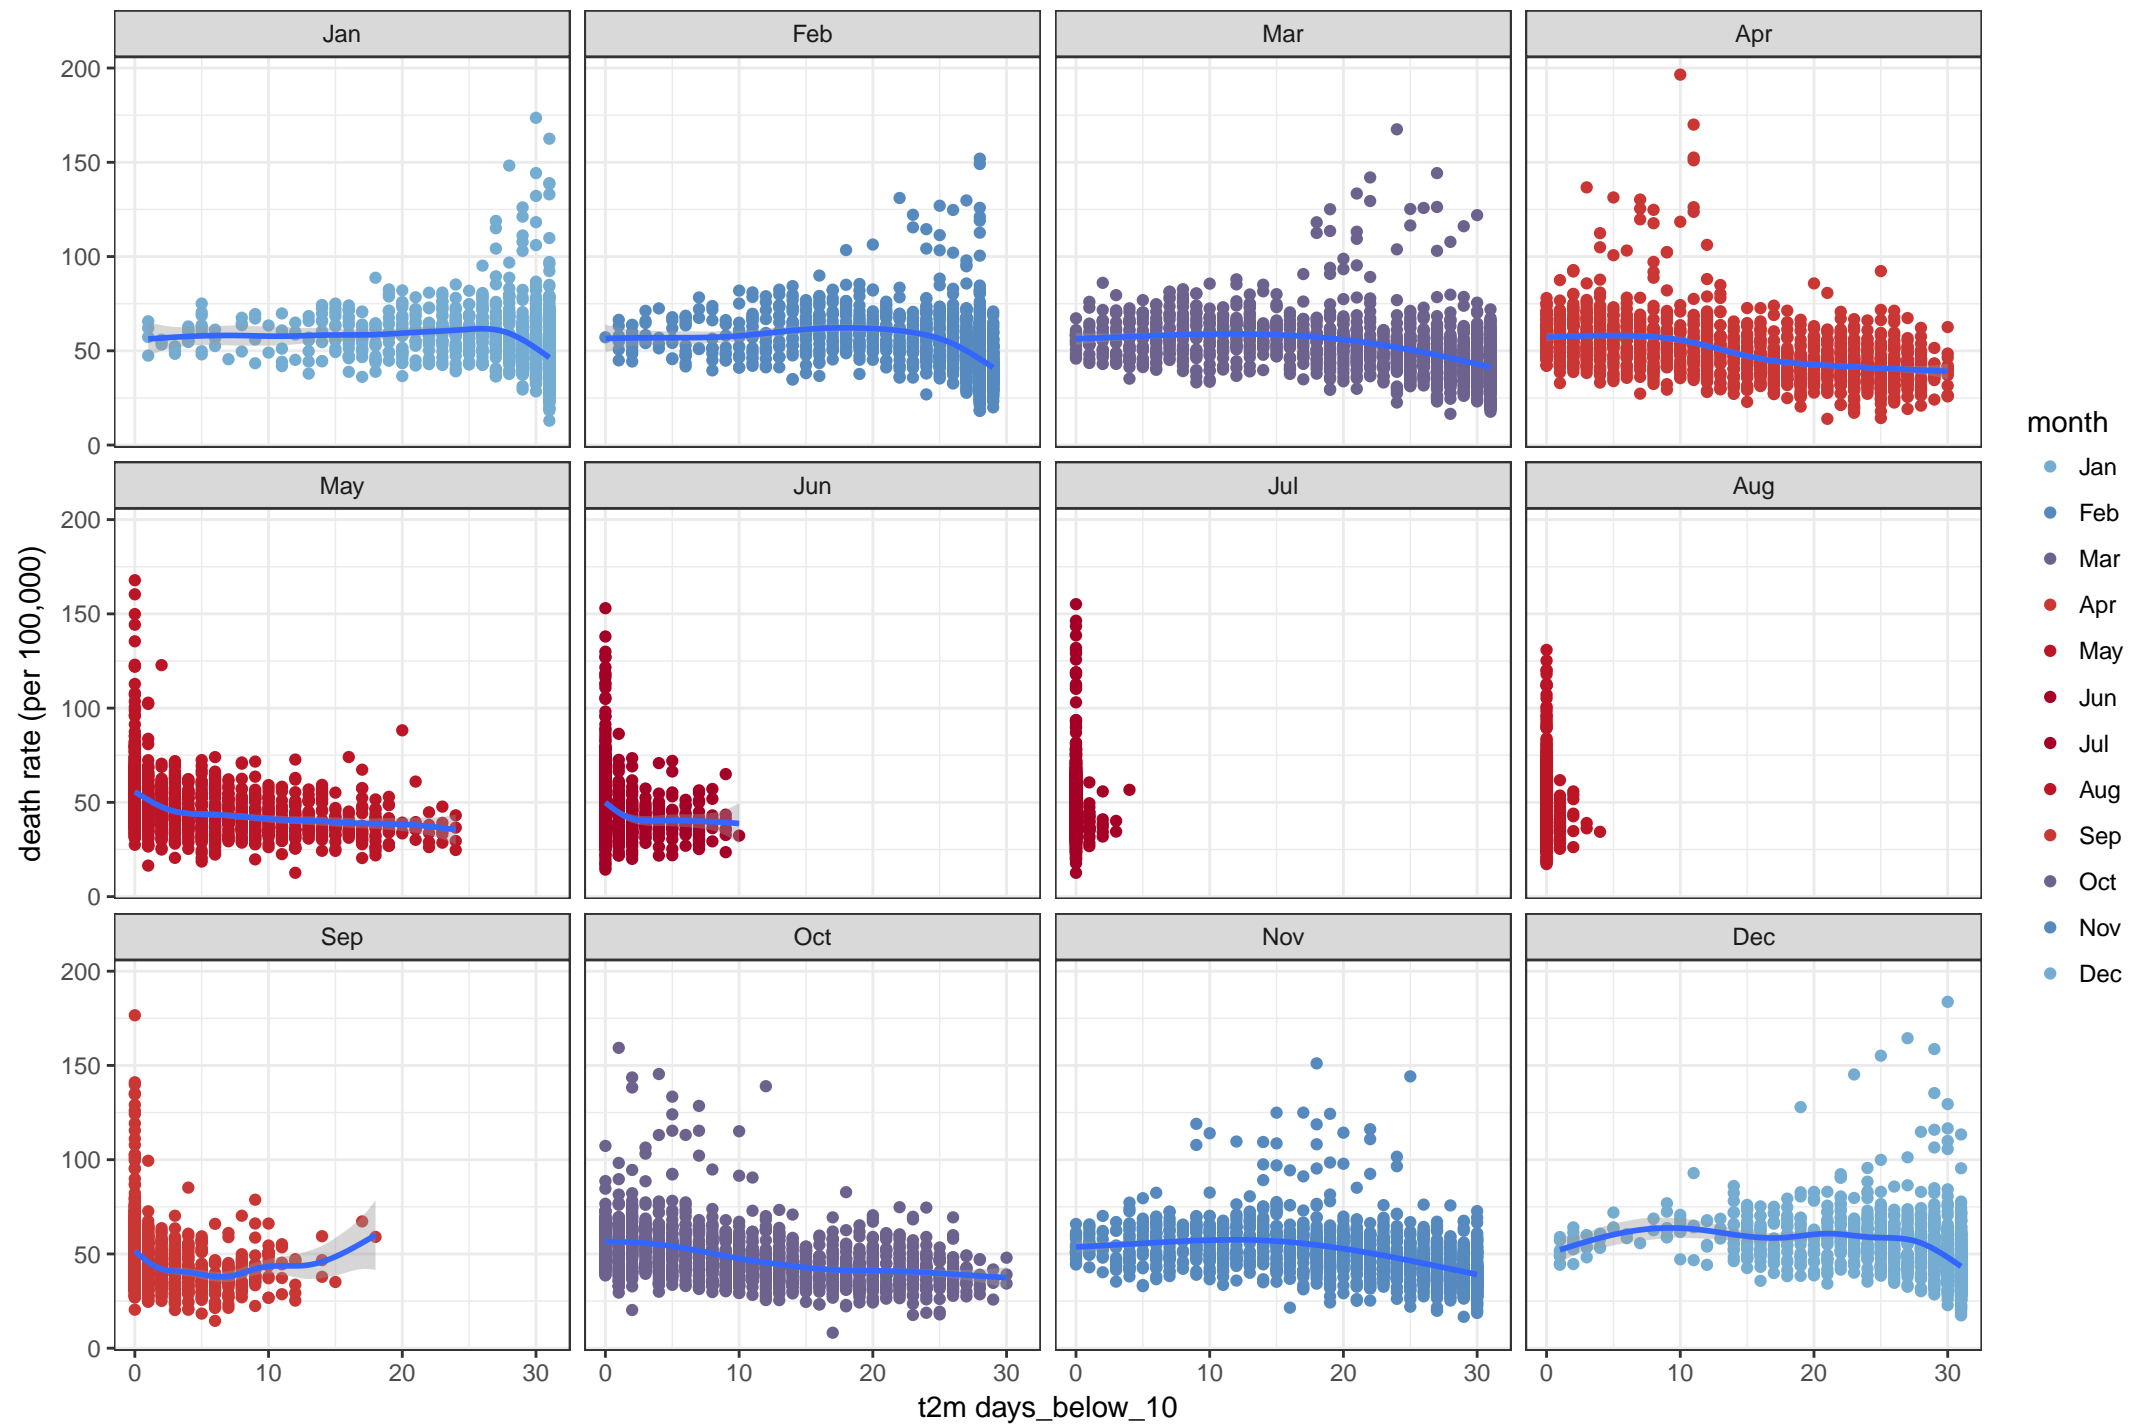 Jan Feb Mar Apr
200
150
100
50
0
May Jun Jul Aug
200
150
100
50
0
Sep Oct Nov Dec
200
150
100
50
0
0 10 20 30 0 10 20 30 0 10 20 30 0 10 20 30
t2m days_below_10
death rate (per 100,000)
month
Jan
Feb
Mar
Apr
May
Jun
Jul
Aug
Sep
Oct
Nov
Dec